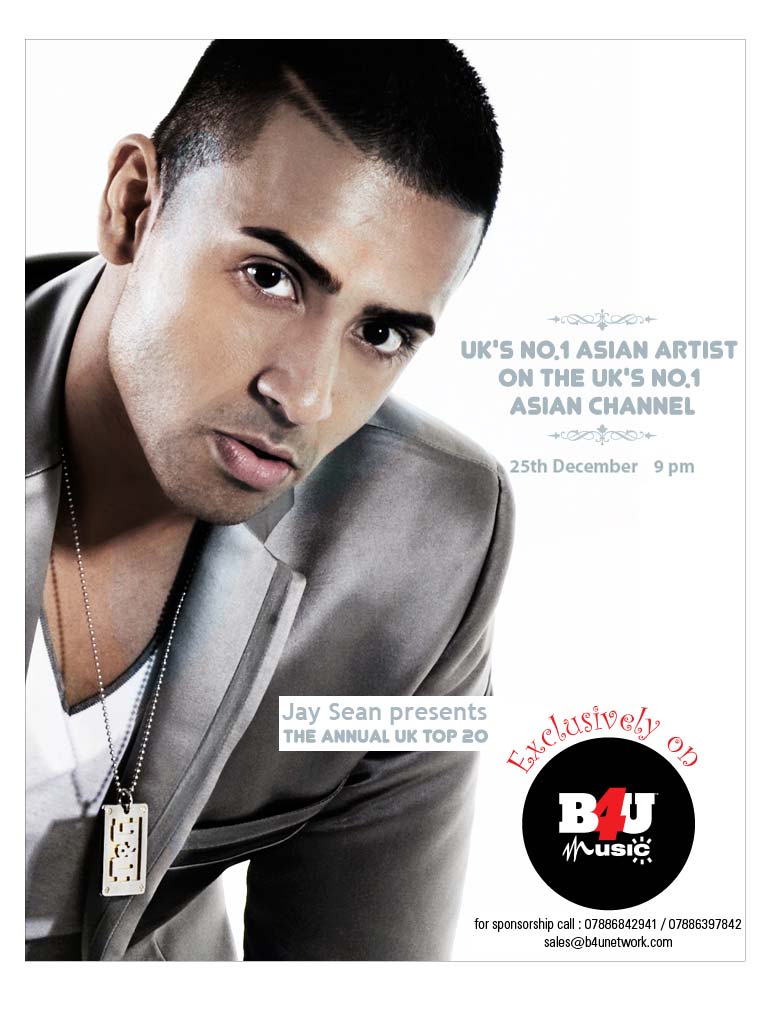 UK'S NO.1 ASIAN ARTIST
ON THE UK'S NO.1
ASIAN CHANNEL
25th December 9 pm
Jay Sean presents
THE ANNUAL UK TOP 20
Exclusively on
B4U
Music
for sponsorship call : 07886842941 / 07886397842
sales@b4unetwork.com